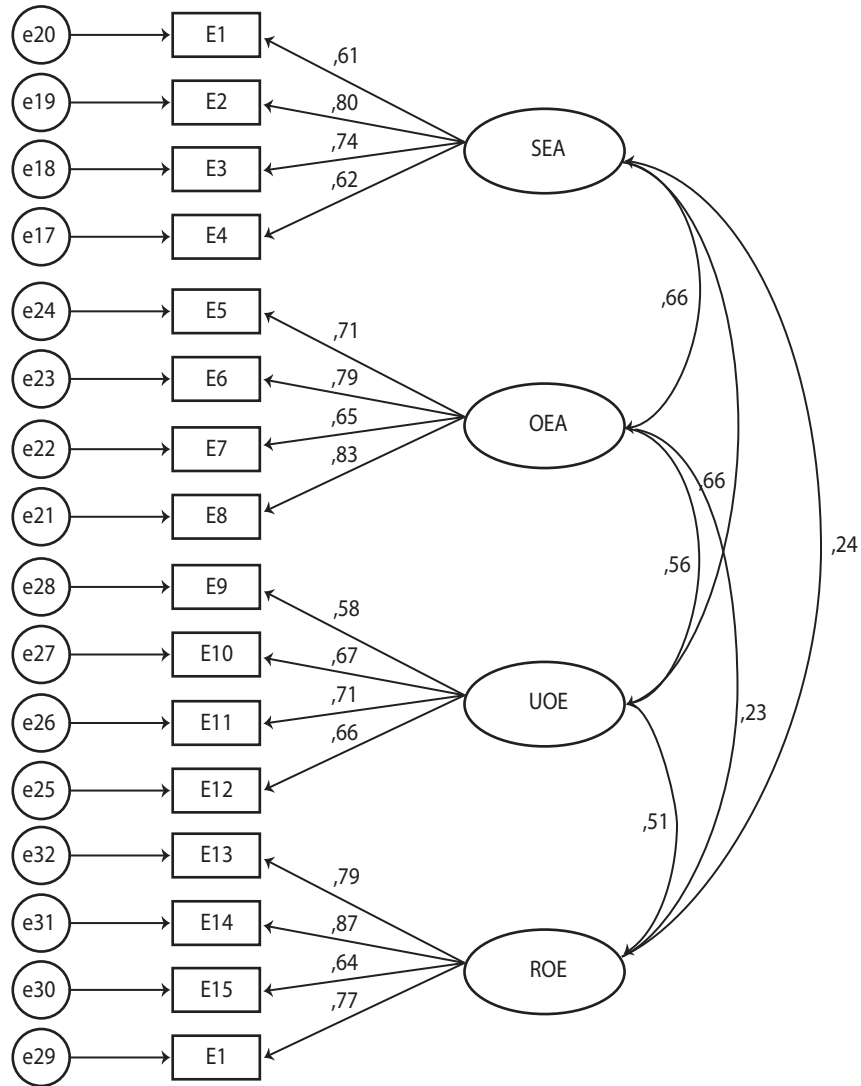 e20 E1
,61
e19 E2
,80
SEA
,74
e18 E3
,62
e17 E4
e24 E5
,66
,71
e23 E6
,79
OEA
,65
e22 E7
,83
,66
e21 E8
,24
,56
e28 E9
,58
e27 E10
,67
UOE
,71
e26 E11
,23
,66
e25 E12
,51
e32 E13
,79
e31 E14
,87
ROE
,64
e30 E15
,77
e29 E1